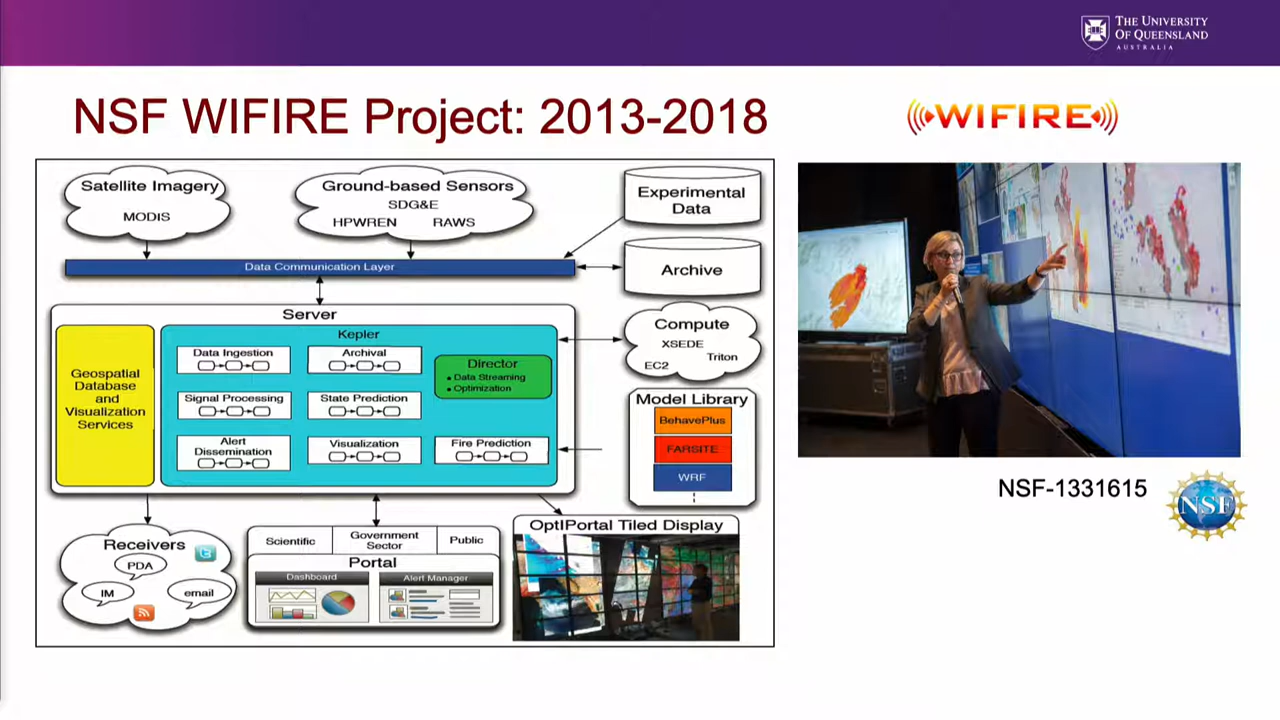 THE UNIVERSITY
OF QUEENSLAND
AUSTRALIA
NSF WIFIRE Project: 2013-2018
WIFIRE
Satellite Imagery
MODIS
Ground-based Sensors
SDG&E
HPWREN RAWS
Experimental
Data
Data Communication Layer
Archive
Server
Kepler
Geospatial
Database
and
Visualization
Services
Data Ingestion
Archival
Director
• Data Streaming
• Optimization
Signal Processing
State Prediction
Alert
Dissemination
Visualization
Fire Prediction
Compute
XSEDE
EC2 Triton
Model Library
BehavePlus
FARSITE
WRF
NSF-1331615
NSF
Receivers
PDA
IM
email
Scientific
Government
Sector
Public
Portal
Dashboard
Alert Manager
OptIPortal Tiled Display